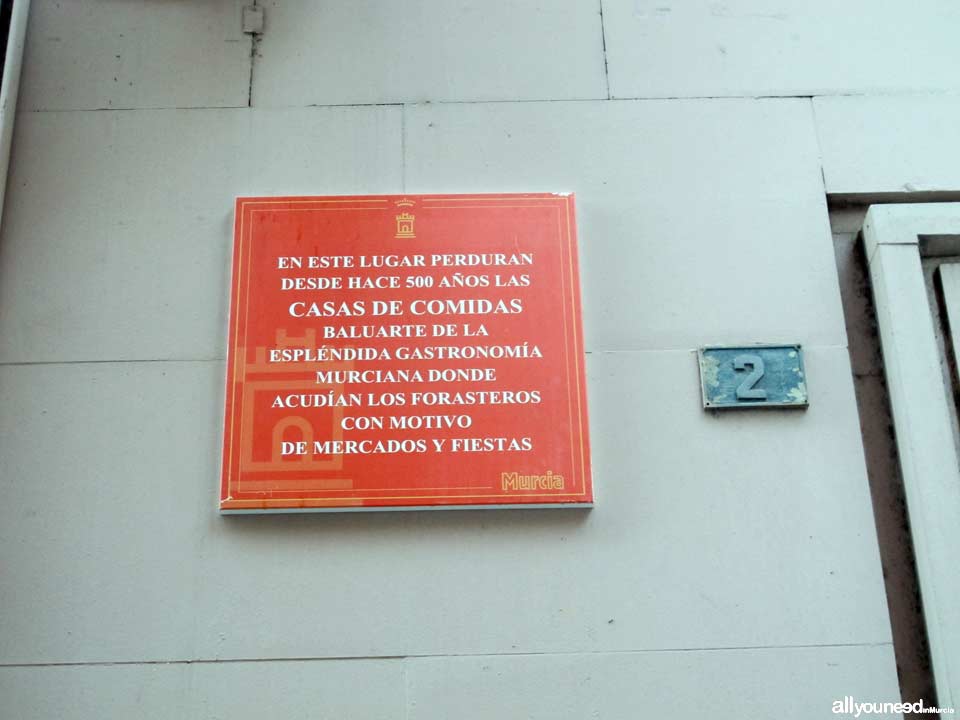 EN ESTE LUGAR PERDURAN
DESDE HACE 500 AÑOS LAS
CASAS DE COMIDAS
BALUARTE DE LA
ESPLÉNDIDA GASTRONOMÍA
MURCIANA DONDE
ACUDÍAN LOS FORASTEROS
CON MOTIVO
DE MERCADOS Y FIESTAS
Murcia
2
allyouneedinMurcia